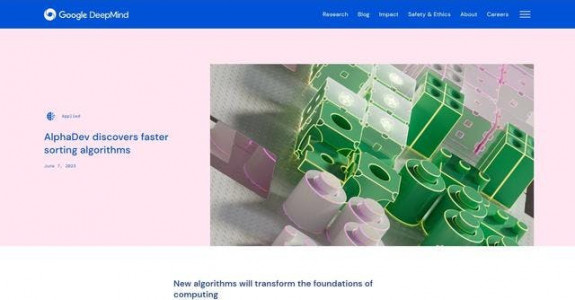 Google DeepMind
Research Blog Impact Safety & Ethics About Careers
Applied
AlphaDev discovers faster
sorting algorithms
June 7, 2023
New algorithms will transform the foundations of
computing